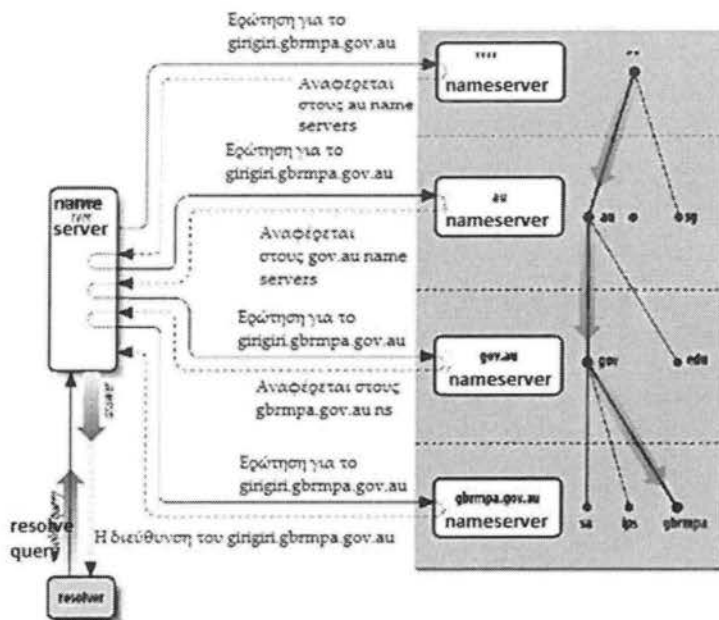 Ερώτηση για το
girigiri.gbrmpa.gov.au
nameserver
Αναφέρεται
στους au name
servers
Ερώτηση για το
girigiri.gbrmpa.gov.au
au
nameserver
au
sg
name
server
Αναφέρεται
στους gov.au name
servers
Ερώτηση για το
girigiri.gbrmpa.gov.au
gov.au
nameserver
gov
edu
Αναφέρεται στους
gbrmpa.gov.au ns
answer
Ερώτηση για το
girigiri.gbrmpa.gov.au
gbrmpa.gov.au
nameserver
sa
ips
gbrmpa
resolve
query
Η διεύθυνση του girigiri.gbrmpa.gov.au
resolver